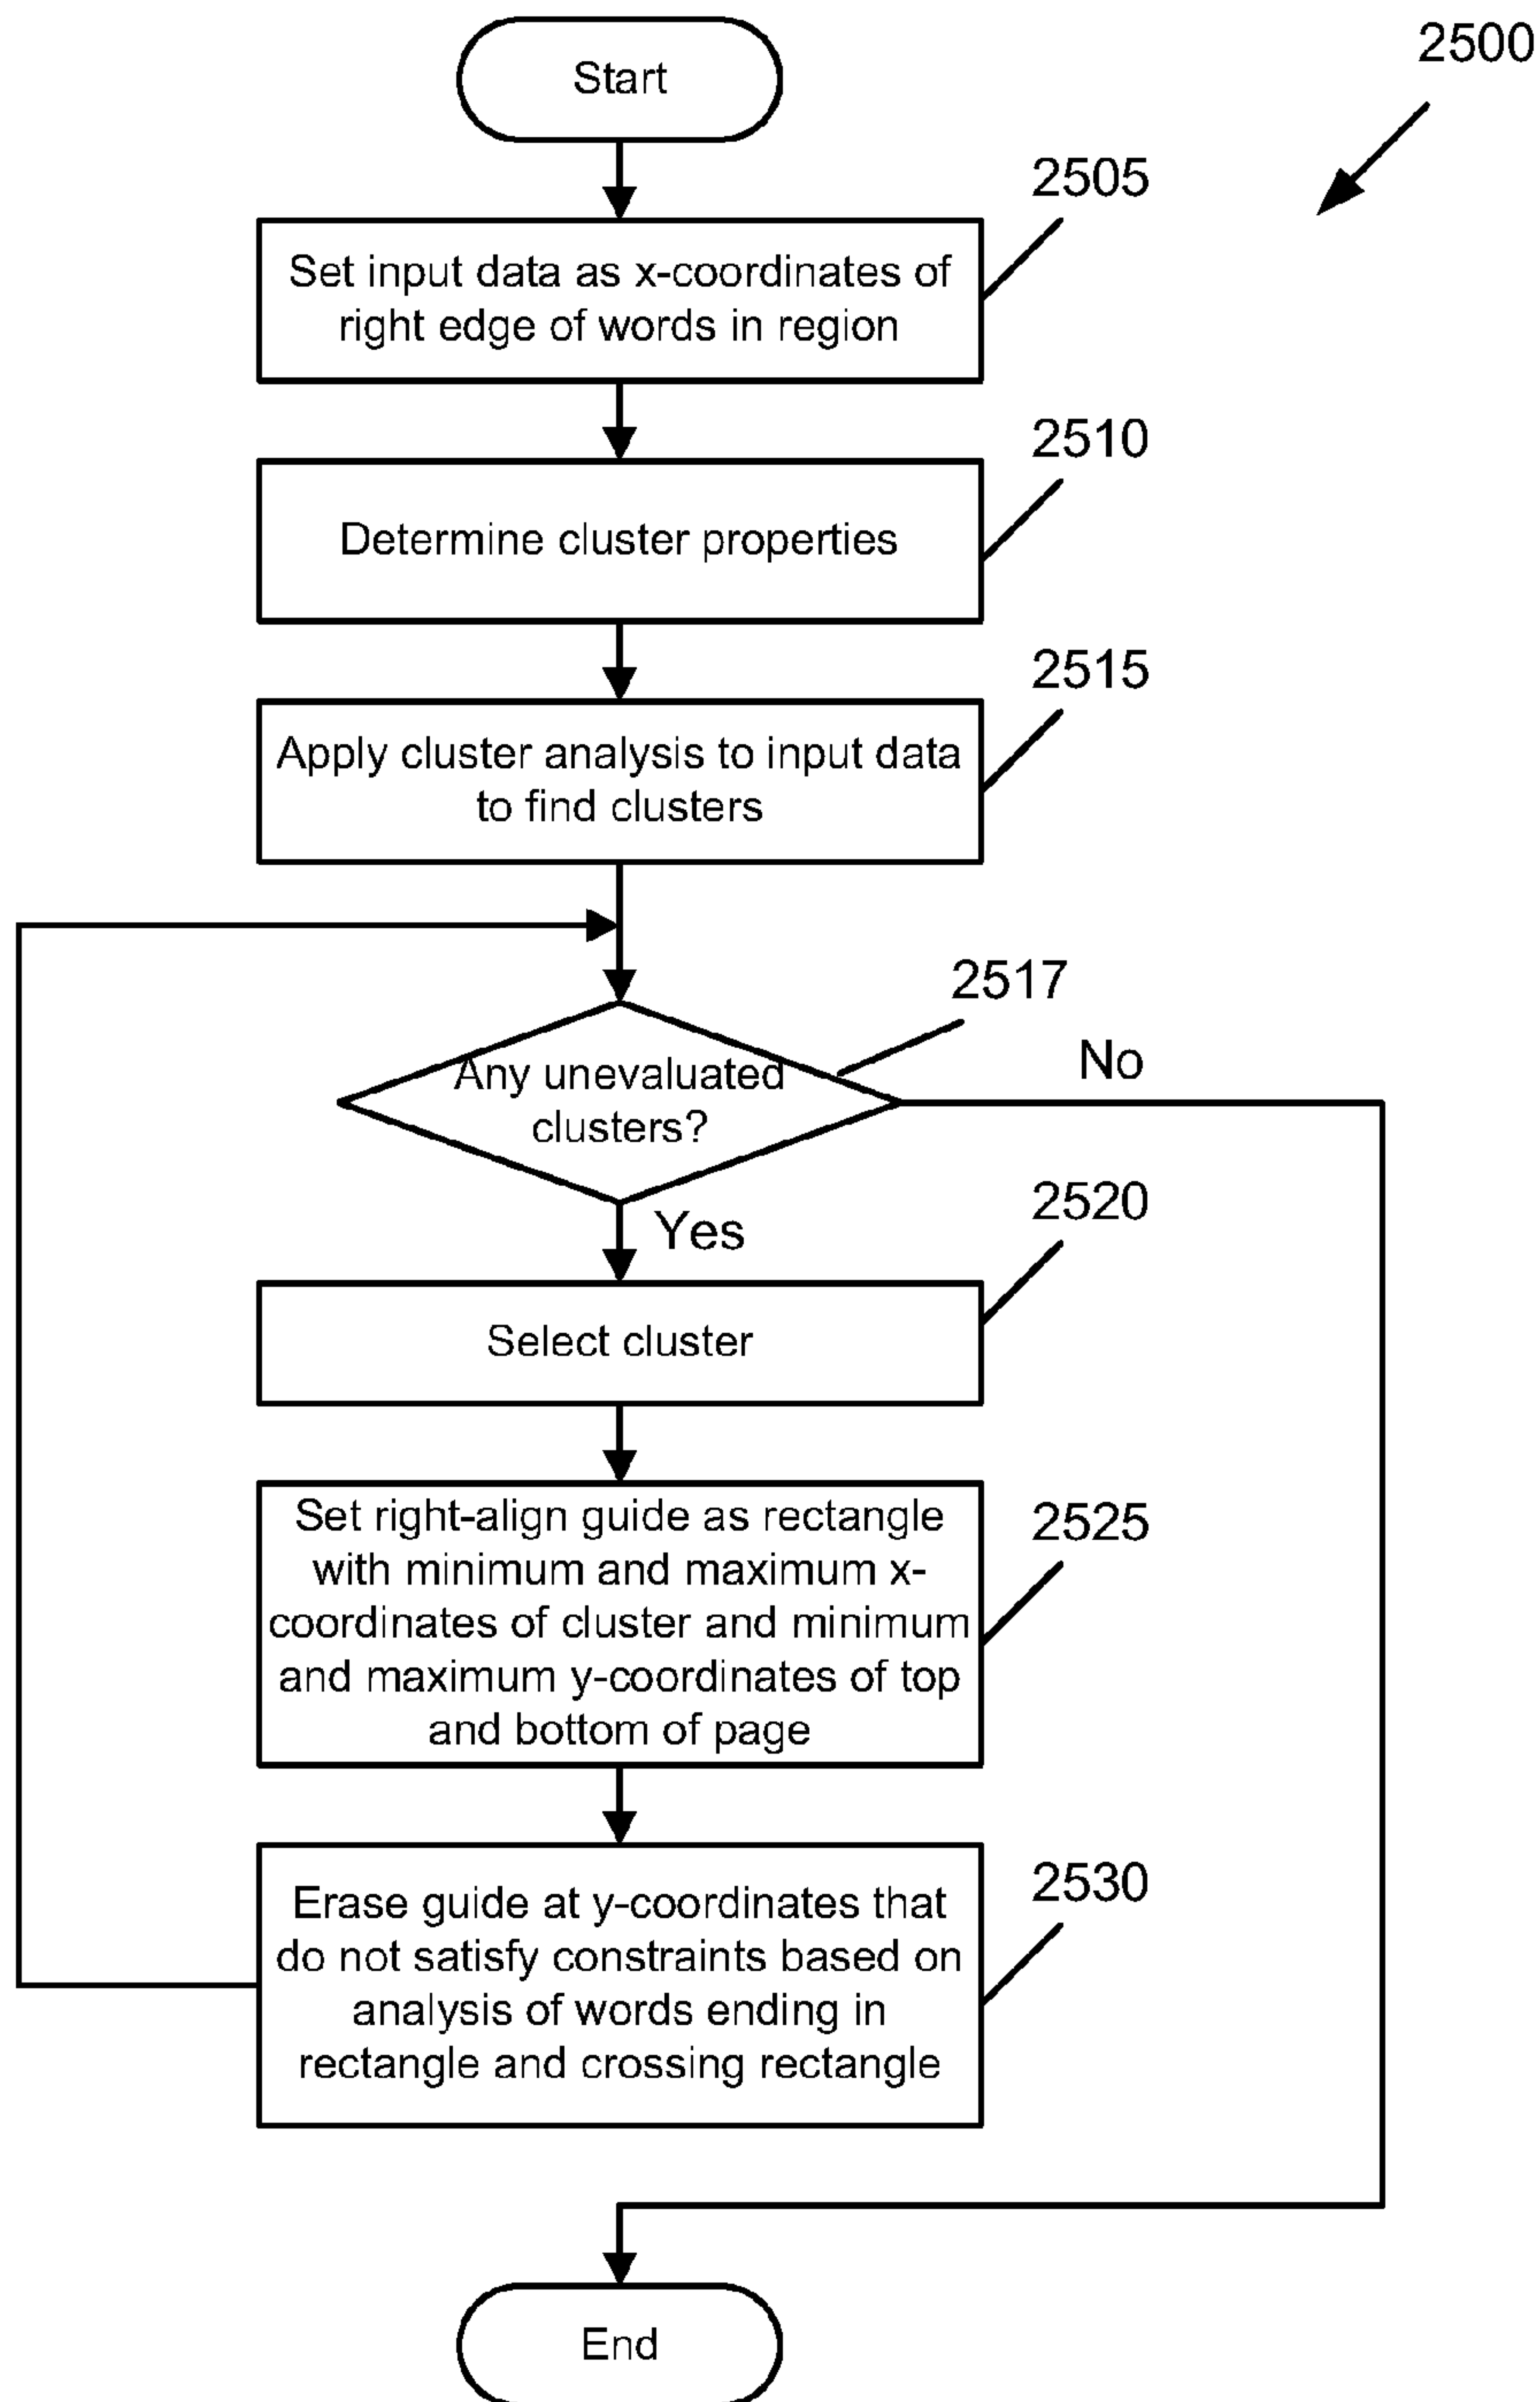 Start
2500
2505
Set input data as x-coordinates of
right edge of words in region
2510
Determine cluster properties
2515
Apply cluster analysis to input data
to find clusters
2517
Any unevaluated
clusters?
No
Yes
2520
Select cluster
2525
Set right-align guide as rectangle
with minimum and maximum x-
coordinates of cluster and minimum
and maximum y-coordinates of top
and bottom of page
2530
Erase guide at y-coordinates that
do not satisfy constraints based on
analysis of words ending in
rectangle and crossing rectangle
End